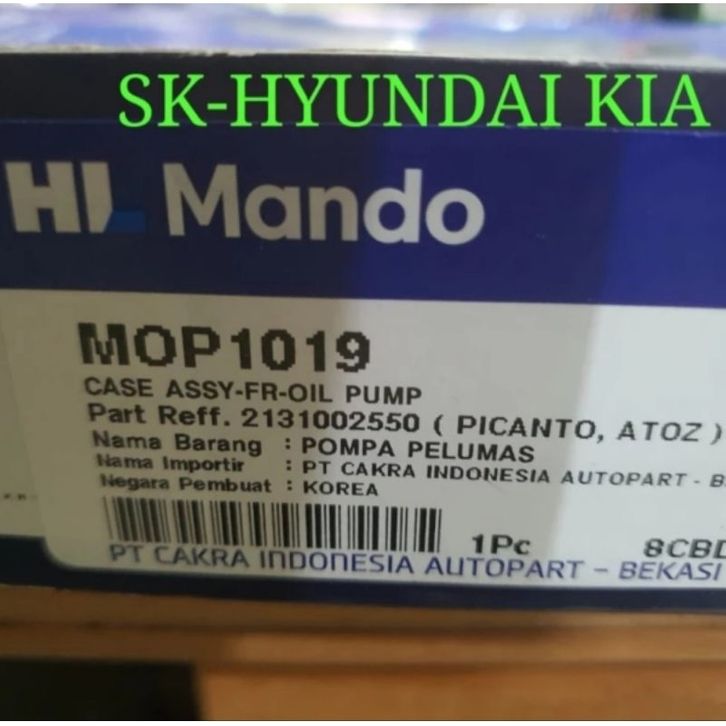 SK-HYUNDAI KIA
HL Mando
MOP1019
CASE ASSY-FR-OIL PUMP
Part Reff. 2131002550 ( PICANTO, ATOZ )
Nama Barang : POMPA PELUMAS
Nama Importir : PT CAKRA INDONESIA AUTOPART - B
Negara Pembuat : KOREA
1Pc 8CBD
PT CAKRA INDONESIA AUTOPART - BEKASI